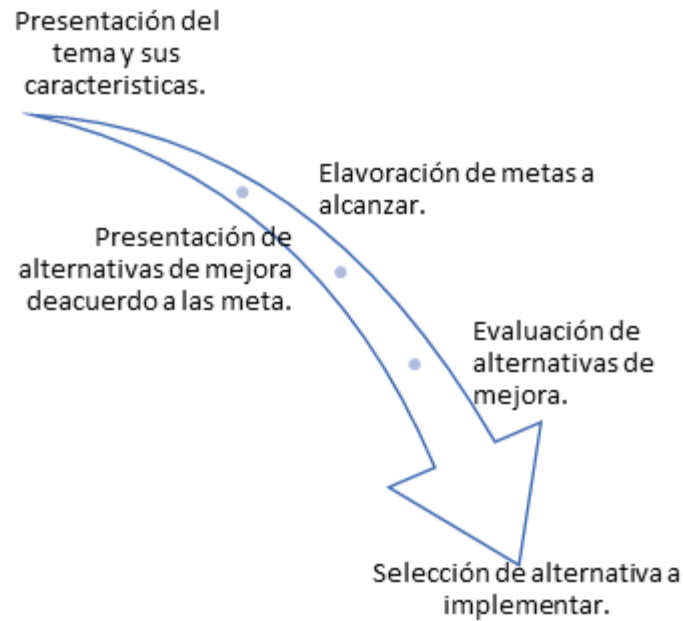 Presentación del
tema y sus
caracteristicas.
Elavoración de metas a
alcanzar.
Presentación de
alternativas de mejora
deacuerdo a las meta.
Evaluación de
alternativas de
mejora.
Selección de alternativa a
implementar.